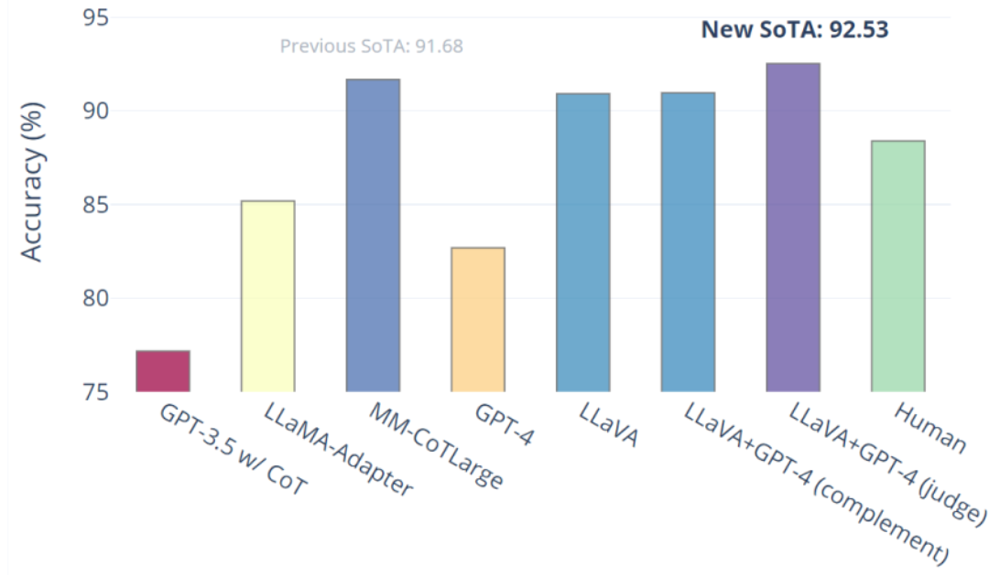 95
New SoTA: 92.53
Previous SoTA: 91.68
90
Accuracy (%)
85
80
75
GPT-3.5 w/ CoT
LLaMA-Adapter
MM-CoTLarge
GPT-4
LLaVA
LLaVA+GPT-4 (complement)
LLaVA+GPT-4 (judge)
Human